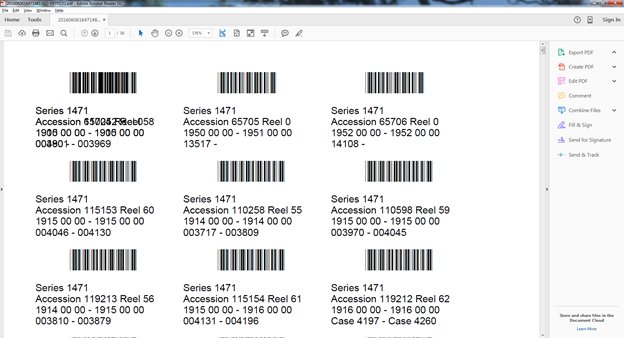 Adobe Acrobat Reader DC
File Edit View Window Help
Home Tools
Sign In
1 / 18
176%
Series 1471
Series 1471
Accession 65705 Reel 0
1950 00 00 - 1951 00 00
13517 -
Series 1471
Accession 65706 Reel 0
1952 00 00 - 1952 00 00
14108 -
Series 1471
Accession 115153 Reel 60
1915 00 00 - 1915 00 00
004046 - 004130
Series 1471
Accession 110258 Reel 55
1914 00 00 - 1914 00 00
003717 - 003809
Series 1471
Accession 110598 Reel 59
1915 00 00 - 1915 00 00
003970 - 004045
Series 1471
Accession 119213 Reel 56
1914 00 00 - 1915 00 00
003810 - 003879
Series 1471
Accession 115154 Reel 61
1915 00 00 - 1916 00 00
004131 - 004196
Series 1471
Accession 119212 Reel 62
1916 00 00 - 1916 00 00
Case 4197 - Case 4260
Export PDF
Create PDF
Edit PDF
Comment
Combine Files
Fill & Sign
Send for Signature
Send & Track
Store and share files in the
Document Cloud
Learn More